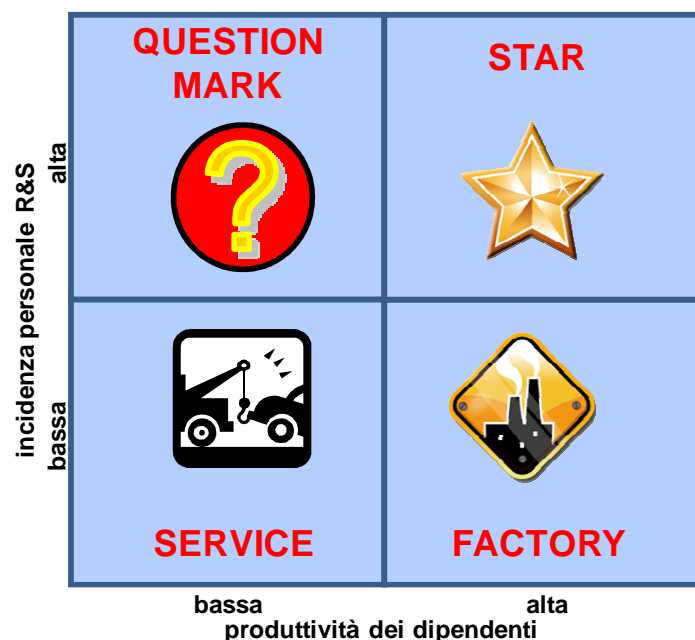 QUESTION
MARK
STAR
incidenza personale R&S
alta
bassa
SERVICE
FACTORY
bassa
alta
produttività dei dipendenti